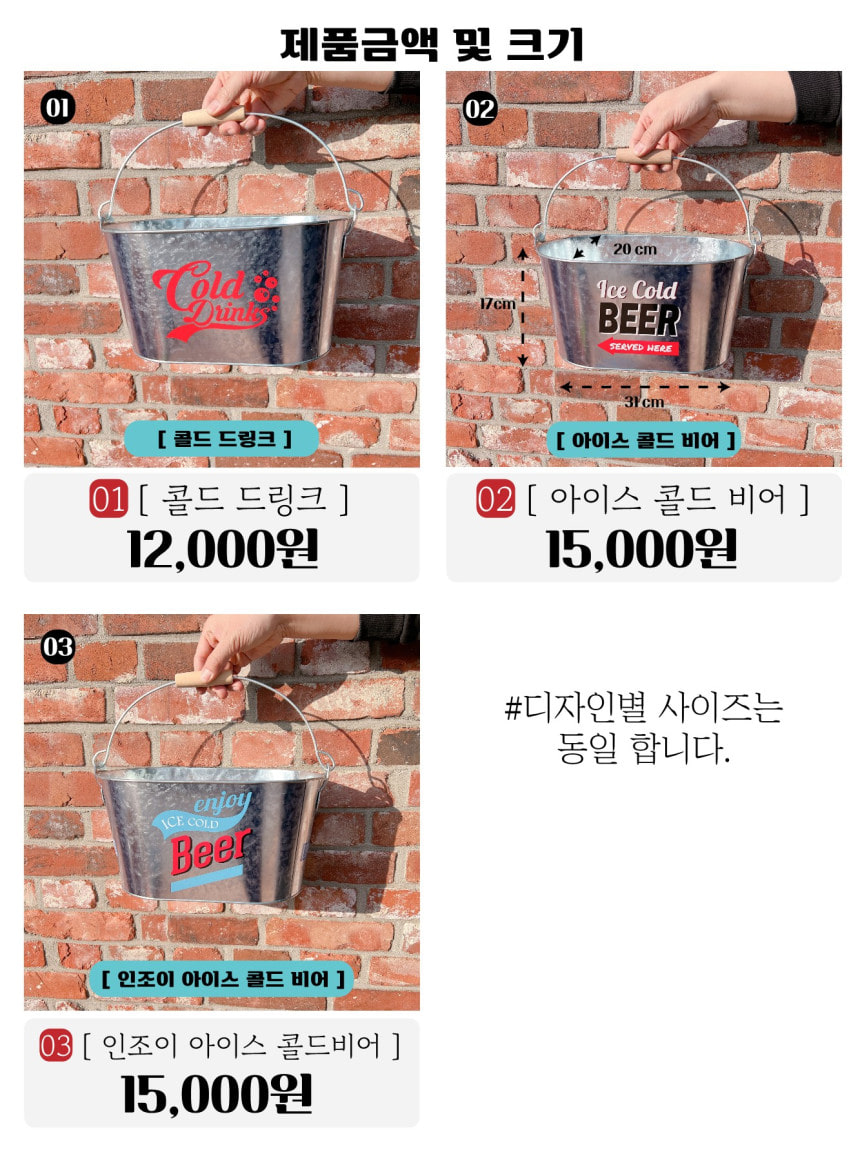 제품금액 및 크기
01
Cold
Drinks
[ 콜드 드링크 ]
01 [ 콜드 드링크 ]
12,000원
02
20 cm
17cm
Ice Cold
BEER
SERVED HERE
31 cm
[ 아이스 콜드 비어 ]
02 [ 아이스 콜드 비어 ]
15,000원
03
enjoy
ICE COLD
Beer
[ 인조이 아이스 콜드 비어 ]
03 [ 인조이 아이스 콜드비어 ]
15,000원
#디자인별 사이즈는
동일 합니다.